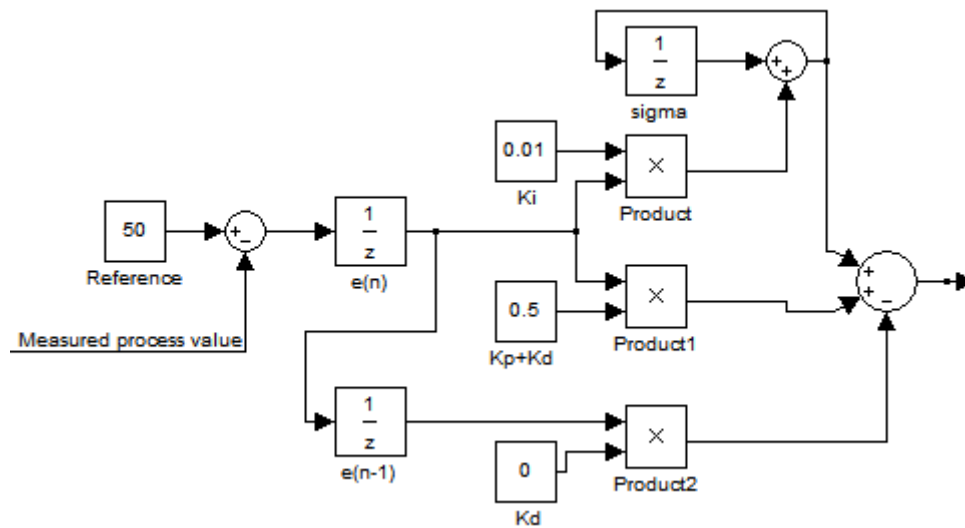 1
z
sigma
+
+
0.01
Ki
×
Product
50
Reference
+
−
1
z
e(n)
Measured process value
0.5
Kp+Kd
×
Product1
+
+
−
1
z
e(n-1)
0
Kd
×
Product2